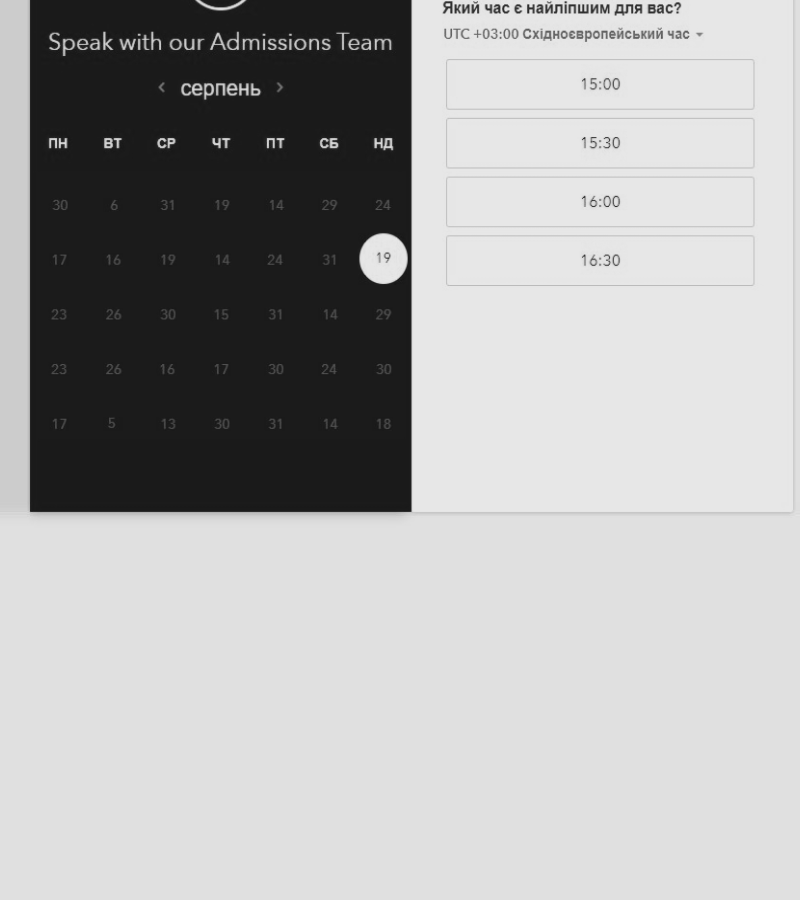 Speak with our Admissions Team
‹ серпень ›
ПН ВТ СР ЧТ ПТ СБ НД
30 6 31 19 14 29 24
17 16 19 14 24 31 19
23 26 30 15 31 14 29
23 26 16 17 30 24 30
17 5 13 30 31 14 18
Який час є найліпшим для вас?
UTC +03:00 Східноєвропейський час
15:00
15:30
16:00
16:30